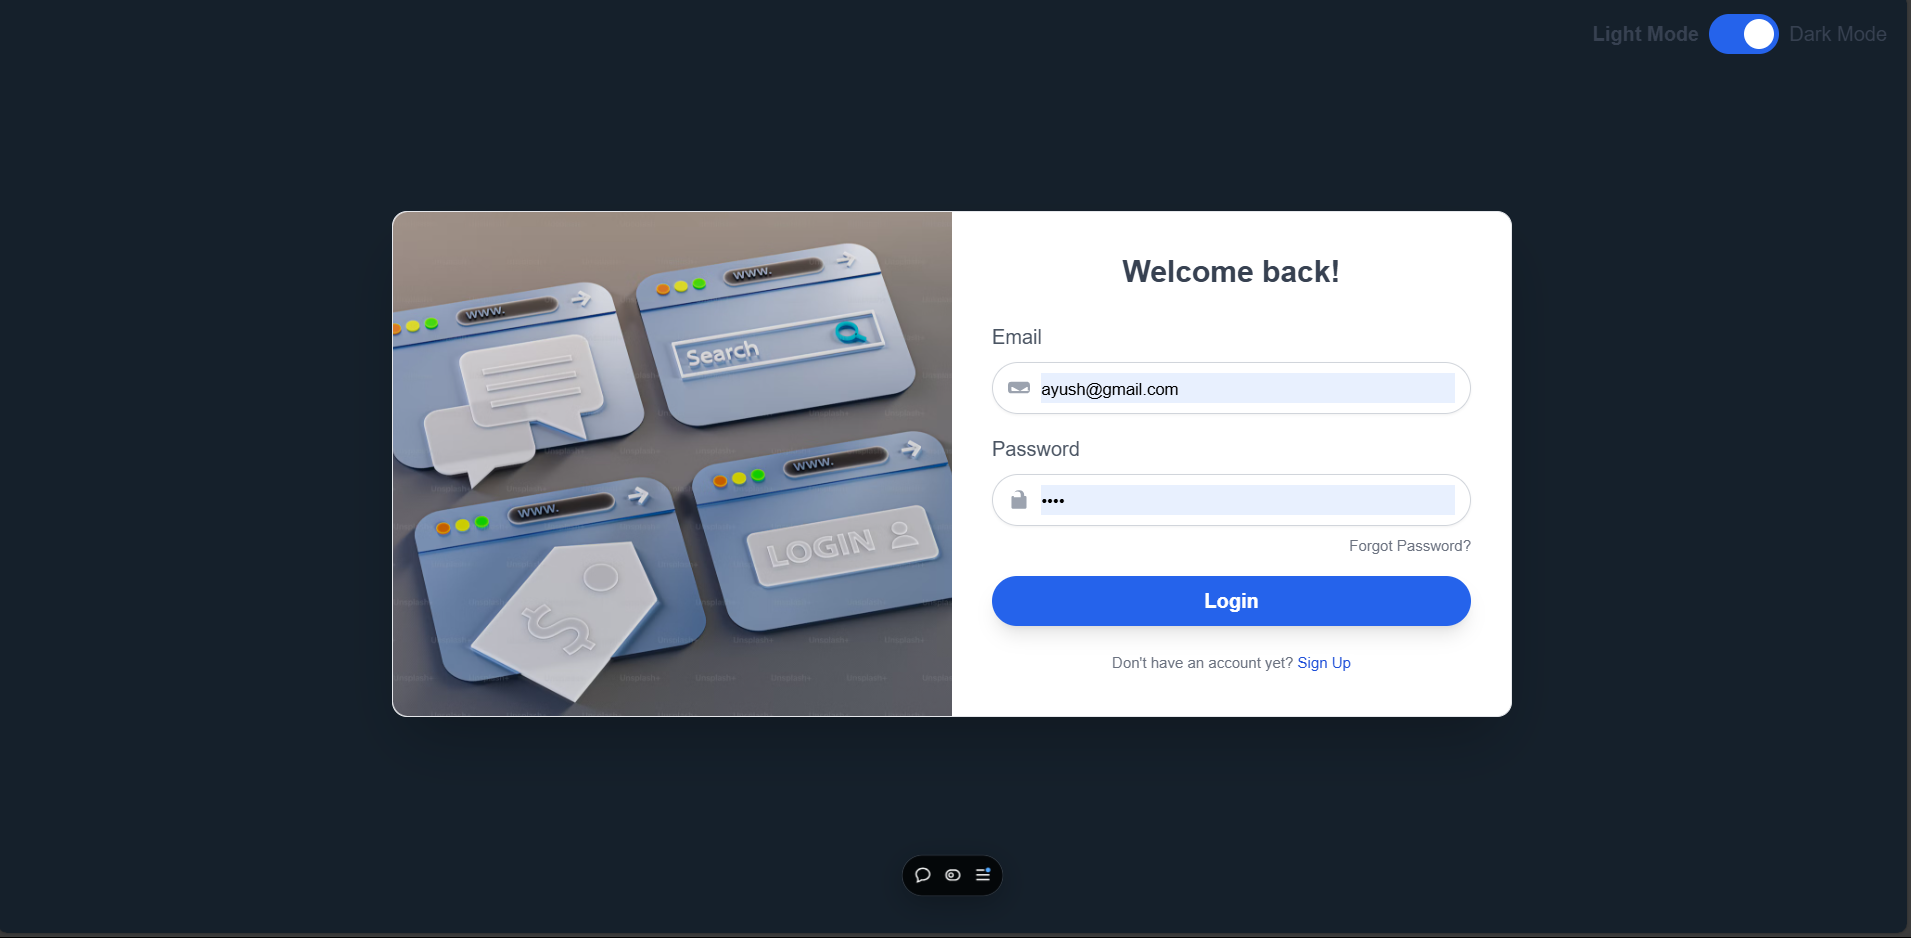 Light Mode Dark Mode
www.
www.
Search
www.
www.
LOGIN
$
Welcome back!
Email
ayush@gmail.com
Password
••••
Forgot Password?
Login
Don't have an account yet? Sign Up